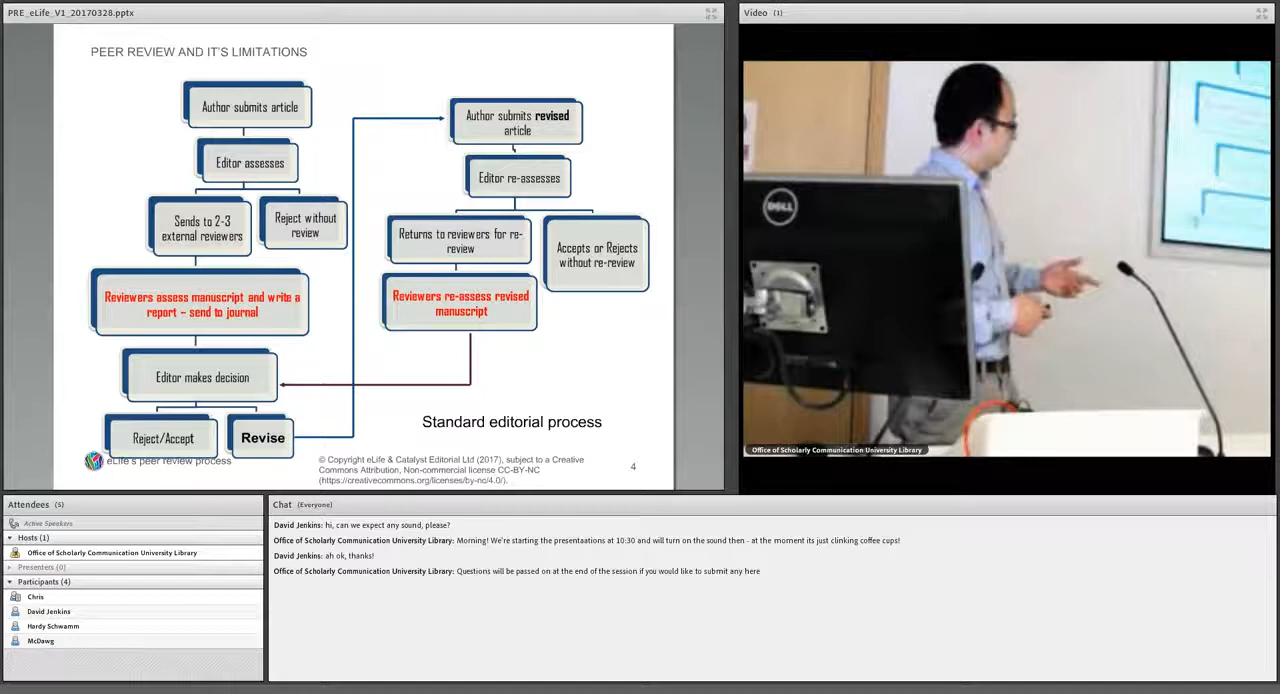 PRE_eLife_V1_20170328.pptx
PEER REVIEW AND IT'S LIMITATIONS
Author submits article
Editor assesses
Sends to 2-3
external reviewers
Reject without
review
Reviewers assess manuscript and write a
report – send to journal
Editor makes decision
Reject/Accept
Revise
Author submits revised
article
Editor re-assesses
Returns to reviewers for re-
review
Accepts or Rejects
without re-review
Reviewers re-assess revised
manuscript
Standard editorial process
eLife's peer review process
© Copyright eLife & Catalyst Editorial Ltd (2017), subject to a Creative
Commons Attribution, Non-commercial license CC-BY-NC
(https://creativecommons.org/licenses/by-nc/4.0/).
4
Video (1)
DELL
Office of Scholarly Communication University Library
Attendees (5)
Active Speakers
Hosts (1)
Office of Scholarly Communication University Library
Presenters (0)
Participants (4)
Chris
David Jenkins
Hardy Schwamm
McDawg
Chat (Everyone)
David Jenkins: hi, can we expect any sound, please?
Office of Scholarly Communication University Library: Morning! We're starting the presentaations at 10:30 and will turn on the sound then - at the moment its just clinking coffee cups!
David Jenkins: ah ok, thanks!
Office of Scholarly Communication University Library: Questions will be passed on at the end of the session if you would like to submit any here